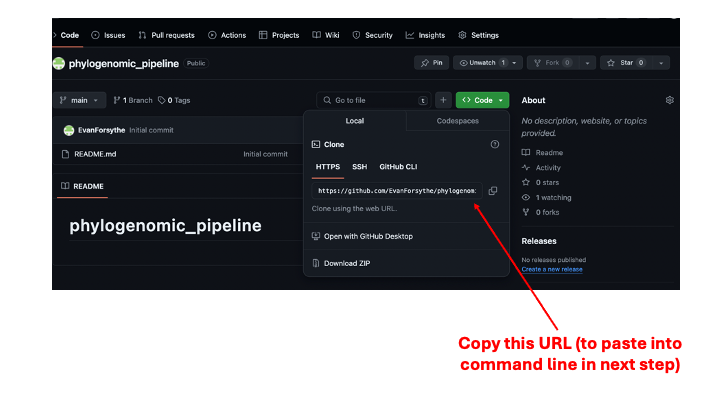 Code Issues Pull requests Actions Projects Wiki Security Insights Settings
phylogenomic_pipeline Public Pin Unwatch 1 Fork 0 Star 0
main 1 Branch 0 Tags Go to file t + Code
EvanForsythe Initial commit
README.md Initial commit
README
phylogenomic_pipeline
Local Codespaces
Clone
HTTPS SSH GitHub CLI
https://github.com/EvanForsythe/phylogenom
Clone using the web URL.
Open with GitHub Desktop
Download ZIP
About
No description, website, or topics
provided.
Readme
Activity
0 stars
1 watching
0 forks
Releases
No releases published
Create a new release
Copy this URL (to paste into
command line in next step)